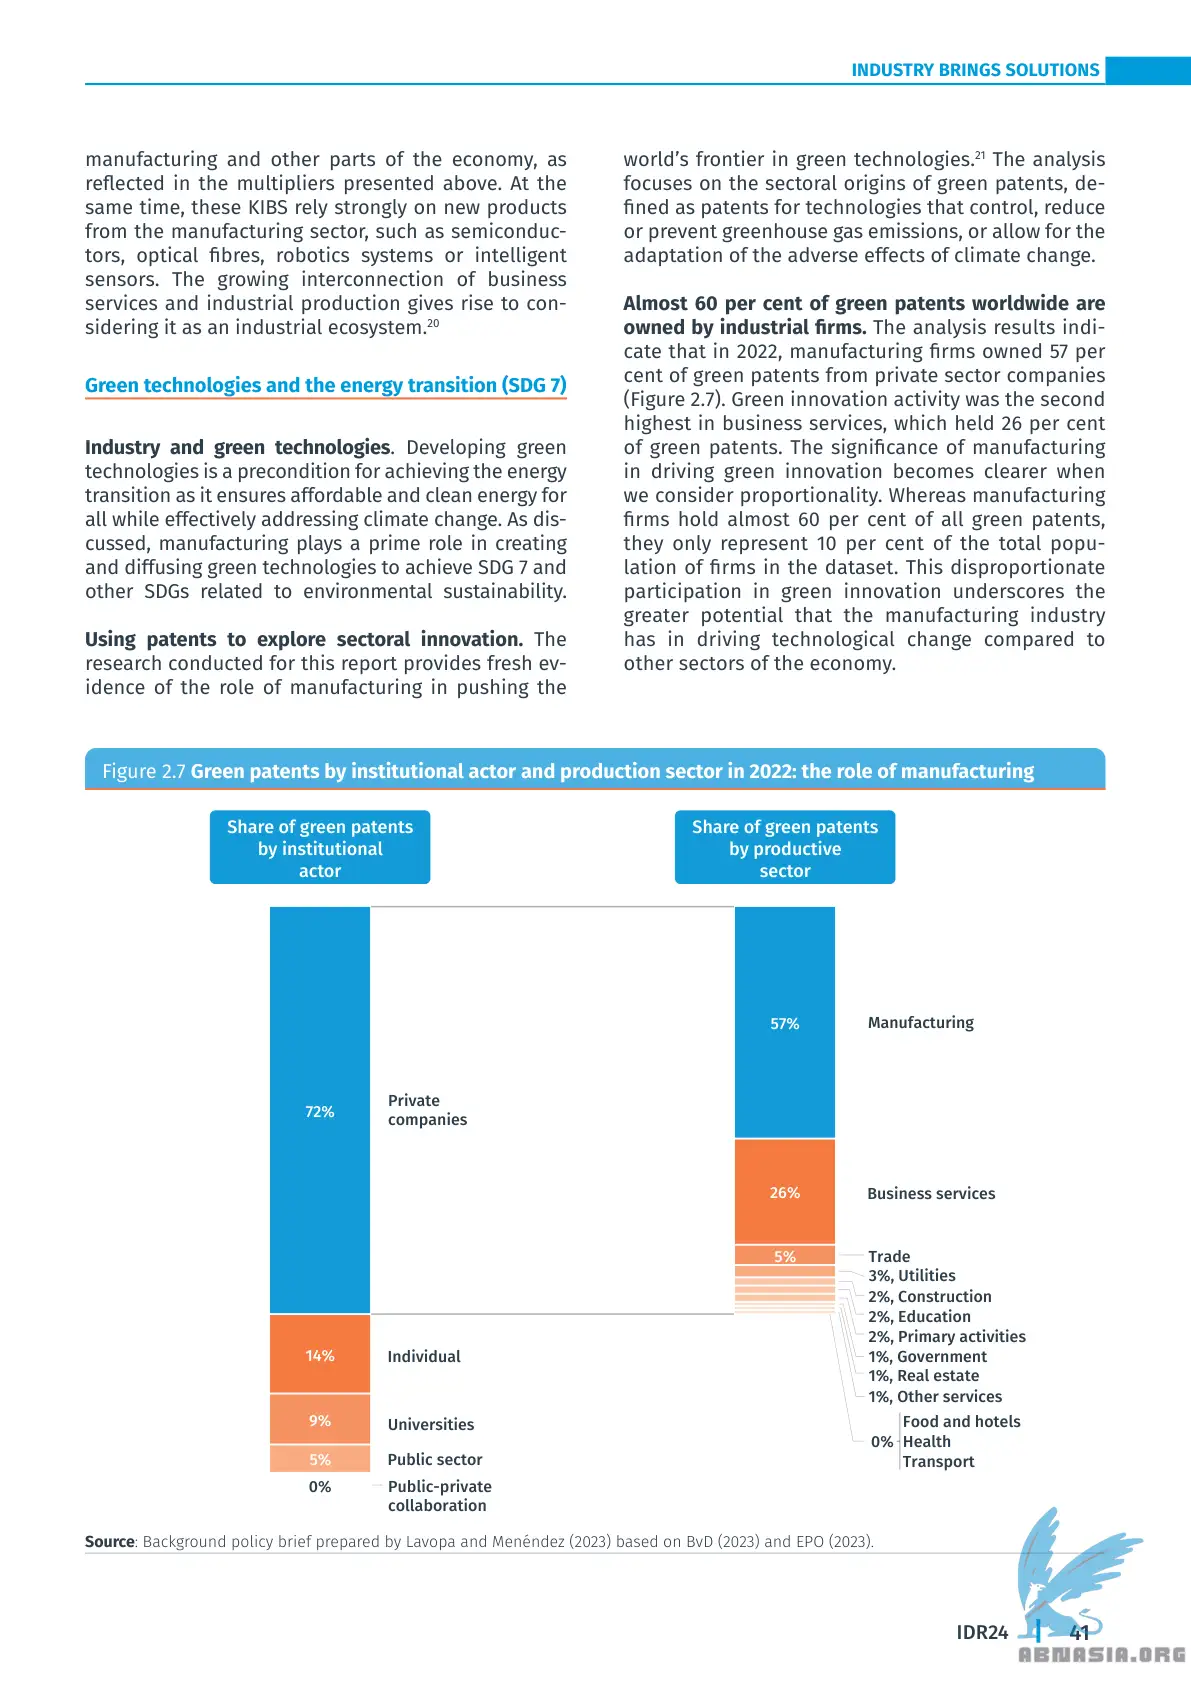 INDUSTRY BRINGS SOLUTIONS
manufacturing and other parts of the economy, as
reflected in the multipliers presented above. At the
same time, these KIBS rely strongly on new products
from the manufacturing sector, such as semiconduc-
tors, optical fibres, robotics systems or intelligent
sensors. The growing interconnection of business
services and industrial production gives rise to con-
sidering it as an industrial ecosystem.20
Green technologies and the energy transition (SDG 7)
Industry and green technologies. Developing green
technologies is a precondition for achieving the energy
transition as it ensures affordable and clean energy for
all while effectively addressing climate change. As dis-
cussed, manufacturing plays a prime role in creating
and diffusing green technologies to achieve SDG 7 and
other SDGs related to environmental sustainability.
Using patents to explore sectoral innovation. The
research conducted for this report provides fresh ev-
idence of the role of manufacturing in pushing the
world's frontier in green technologies.21 The analysis
focuses on the sectoral origins of green patents, de-
fined as patents for technologies that control, reduce
or prevent greenhouse gas emissions, or allow for the
adaptation of the adverse effects of climate change.
Almost 60 per cent of green patents worldwide are
owned by industrial firms. The analysis results indi-
cate that in 2022, manufacturing firms owned 57 per
cent of green patents from private sector companies
(Figure 2.7). Green innovation activity was the second
highest in business services, which held 26 per cent
of green patents. The significance of manufacturing
in driving green innovation becomes clearer when
we consider proportionality. Whereas manufacturing
firms hold almost 60 per cent of all green patents,
they only represent 10 per cent of the total popu-
lation of firms in the dataset. This disproportionate
participation in green innovation underscores the
greater potential that the manufacturing industry
has in driving technological change compared to
other sectors of the economy.
Figure 2.7 Green patents by institutional actor and production sector in 2022: the role of manufacturing
Share of green patents
by institutional
actor
72%
Private
companies
14%
Individual
9%
Universities
5%
Public sector
0%
Public-private
collaboration
Share of green patents
by productive
sector
57%
Manufacturing
26%
Business services
5%
Trade
3%, Utilities
2%, Construction
2%, Education
2%, Primary activities
1%, Government
1%, Real estate
1%, Other services
0%
Food and hotels
Health
Transport
Source: Background policy brief prepared by Lavopa and Menéndez (2023) based on BvD (2023) and EPO (2023).
IDR24
41
ABNASIA.ORG